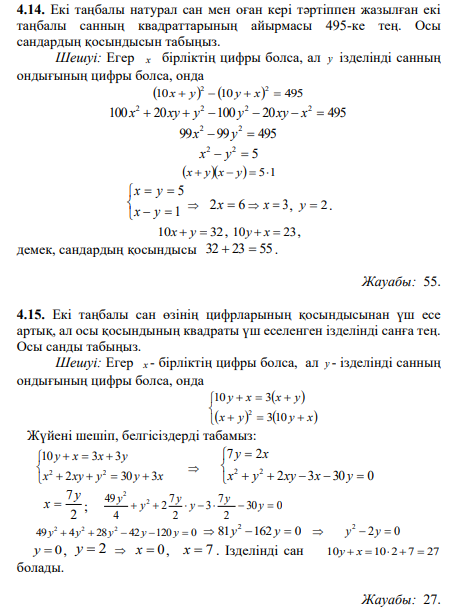 4.14. Екі таңбалы натурал сан мен оған кері тәртіппен жазылған екі
таңбалы санның квадраттарының айырмасы 495-ке тең. Осы
сандардың қосындысын табыңыз.
Шешуі: Егер x бірліктің цифры болса, ал y ізделінді санның
ондығының цифры болса, онда
(10x + y)² − (10y + x)² = 495
100x² + 20xy + y² − 100y² − 20xy − x² = 495
99x² − 99y² = 495
x² − y² = 5
(x + y)(x − y) = 5·1
{x = y = 5
{x − y = 1 ⇒ 2x = 6 ⇒ x = 3, y = 2.
10x + y = 32, 10y + x = 23,
демек, сандардың қосындысы 32 + 23 = 55.
Жауабы: 55.
4.15. Екі таңбалы сан өзінің цифрларының қосындысынан үш есе
артық, ал осы қосындының квадраты үш еселенген ізделінді санға тең.
Осы санды табыңыз.
Шешуі: Егер x - бірліктің цифры болса, ал y - ізделінді санның
ондығының цифры болса, онда
{10y + x = 3(x + y)
{(x + y)² = 3(10y + x)
Жүйені шешіп, белгісіздерді табамыз:
{10y + x = 3x + 3y ⇒ {7y = 2x
{x² + 2xy + y² = 30y + 3x {x² + y² + 2xy − 3x − 30y = 0
x = 7y/2; 49y²/4 + y² + 2 7y/2 · y − 3 · 7y/2 − 30y = 0
49y² + 4y² + 28y² − 42y − 120y = 0 ⇒ 81y² − 162y = 0 ⇒ y² − 2y = 0
y = 0, y = 2 ⇒ x = 0, x = 7. Ізделінді сан 10y + x = 10·2 + 7 = 27
болады.
Жауабы: 27.